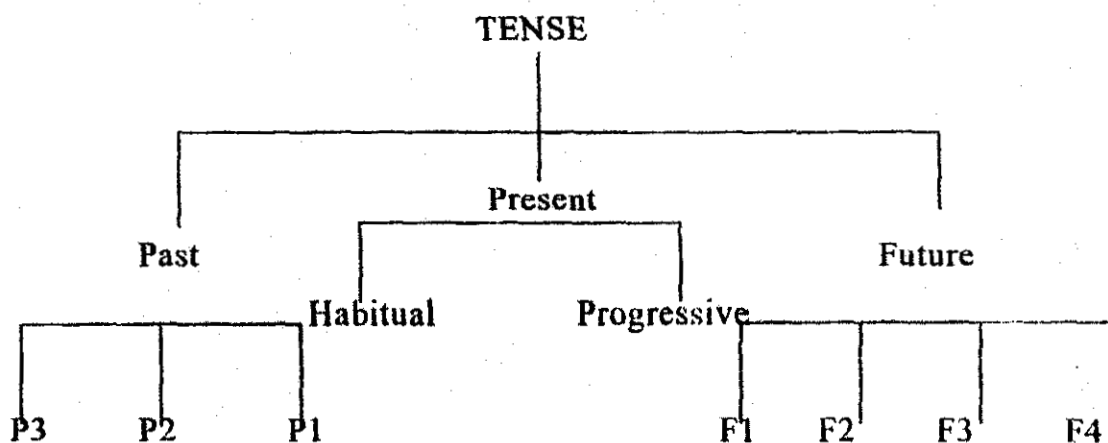 TENSE
Present
Past Future
Habitual Progressive
P3 P2 P1 F1 F2 F3 F4